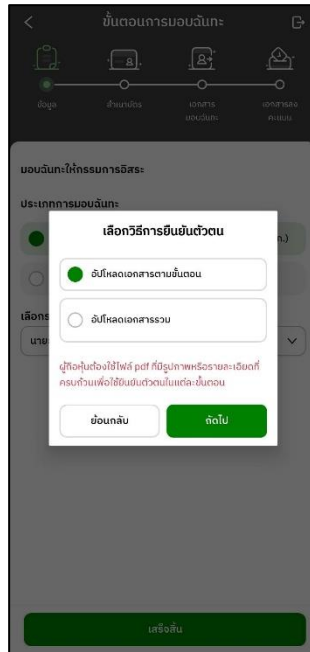 ขั้นตอนการมอบฉันทะ
ข้อมูล
สำเนาบัตร
เอกสาร
มอบฉันทะ
เอกสารลง
คะแนน
มอบฉันทะให้กรรมการอิสระ
ประเภทการมอบฉันทะ
เลือกวิธีการยืนยันตัวตน
อัปโหลดเอกสารตามขั้นตอน
อัปโหลดเอกสารรวม
ผู้ถือหุ้นต้องใช้ไฟล์ pdf ที่มีรูปภาพหรือรายละเอียดที่
ครบถ้วนเพื่อใช้ยืนยันตัวตนในแต่ละขั้นตอน
ย้อนกลับ
ถัดไป
เสร็จสิ้น